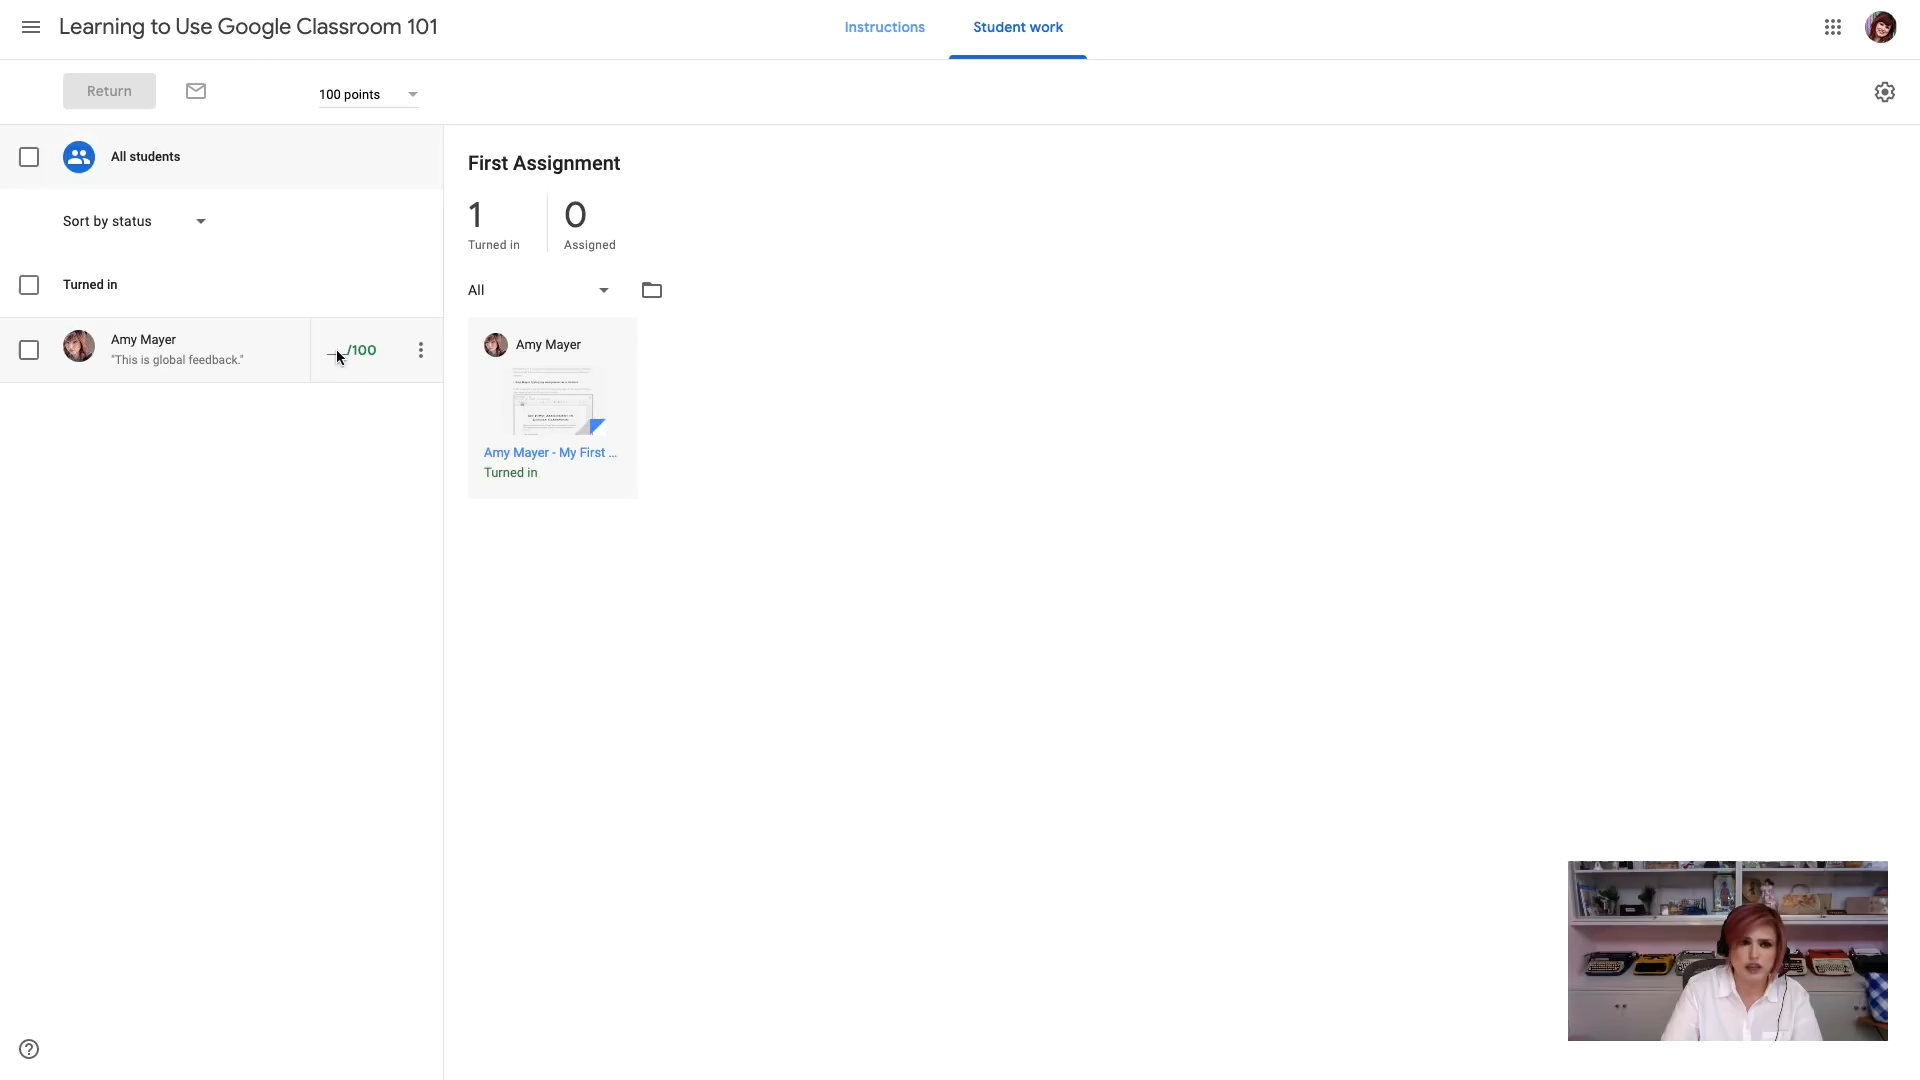 Learning to Use Google Classroom 101
Instructions
Student work
Return
100 points
All students
Sort by status
Turned in
Amy Mayer
"This is global feedback."
/100
First Assignment
1
Turned in
0
Assigned
All
Amy Mayer
Amy Mayer - My First ...
Turned in